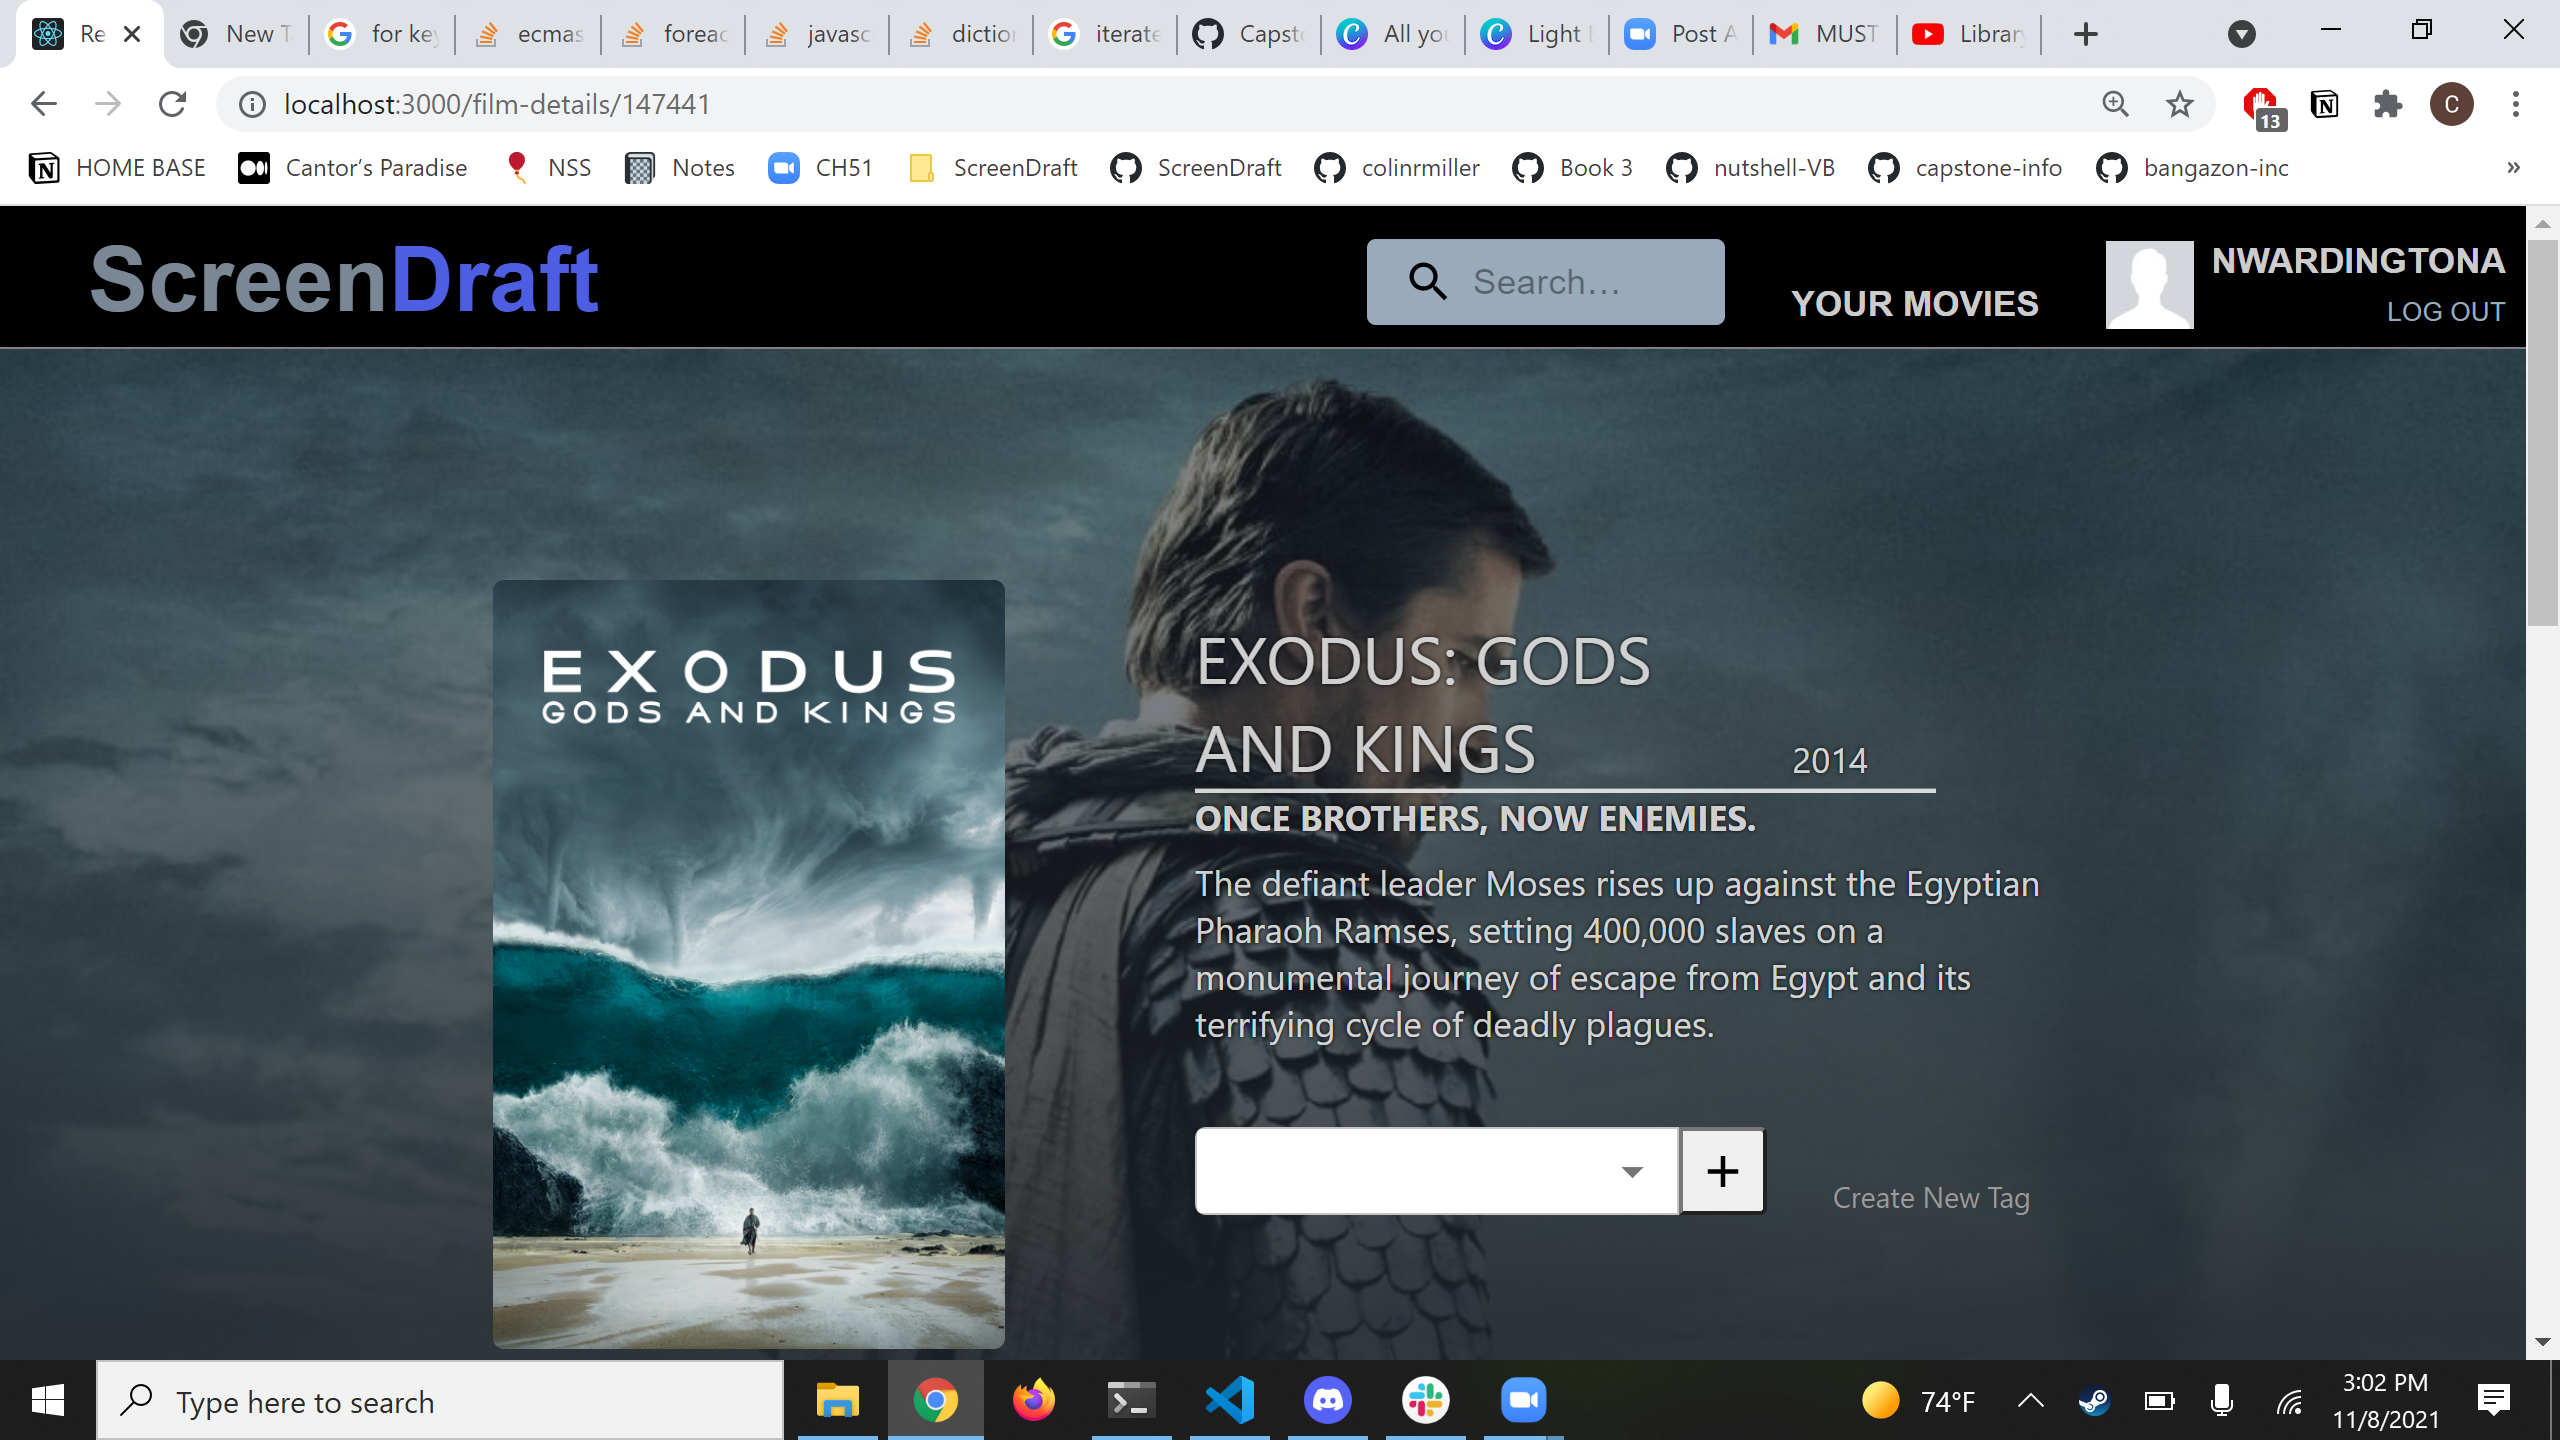 Re
New T
for key
ecmas
foreac
javasc
diction
iterate
Capsto
All you
Light
Post A
MUST
Library
localhost:3000/film-details/147441
13
C
HOME BASE
Cantor’s Paradise
NSS
Notes
CH51
ScreenDraft
ScreenDraft
colinrmiller
Book 3
nutshell-VB
capstone-info
bangazon-inc
»
ScreenDraft
Search…
YOUR MOVIES
NWARDINGTONA
LOG OUT
EXODUS
GODS AND KINGS
EXODUS: GODS
AND KINGS
2014
ONCE BROTHERS, NOW ENEMIES.
The defiant leader Moses rises up against the Egyptian
Pharaoh Ramses, setting 400,000 slaves on a
monumental journey of escape from Egypt and its
terrifying cycle of deadly plagues.
+
Create New Tag
Type here to search
74°F
3:02 PM
11/8/2021